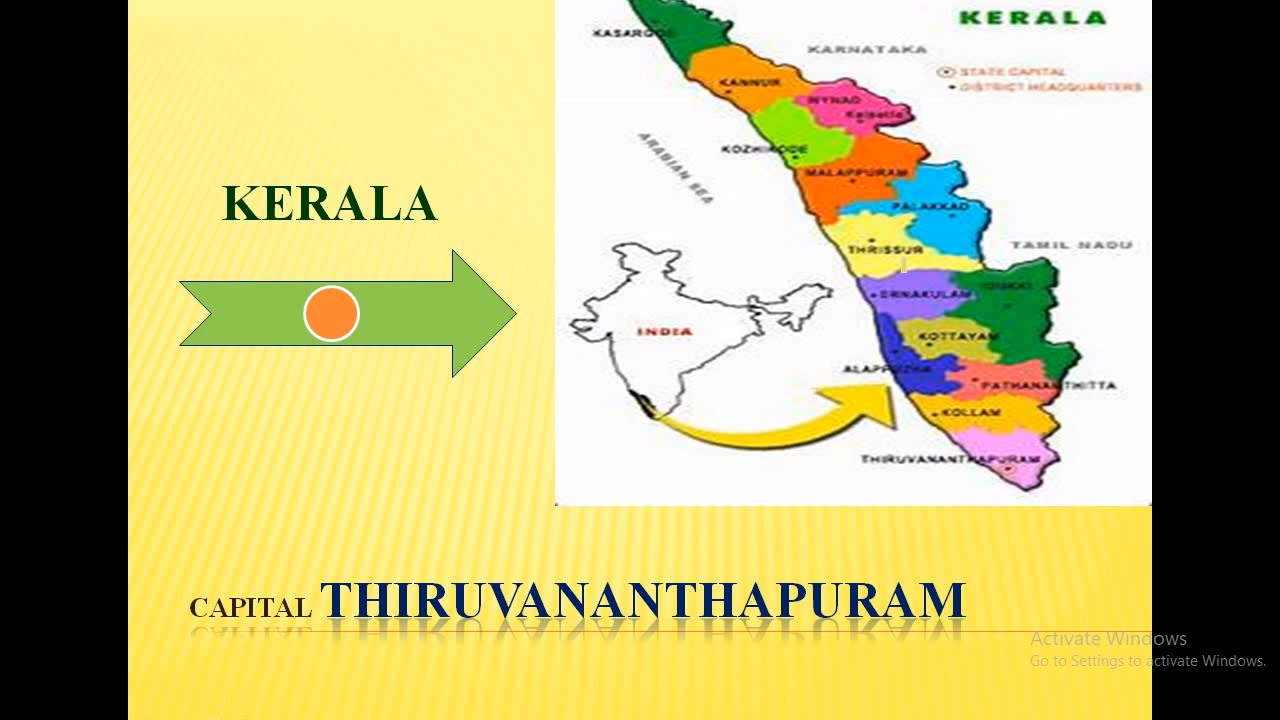 KERALA
KASARGOD
KARNATAKA
STATE CAPITAL
DISTRICT HEADQUARTERS
KANNUR
WYNAD
Kalpetta
KOZHIKODE
ARABIAN SEA
MALAPPURAM
KERALA
PALAKKAD
THRISSUR
TAMIL NADU
IDUKKI
ERNAKULAM
INDIA
KOTTAYAM
ALAPPUZHA
PATHANANTHITTA
KOLLAM
THIRUVANANTHAPURAM
CAPITAL THIRUVANANTHAPURAM
Activate Windows
Go to Settings to activate Windows.